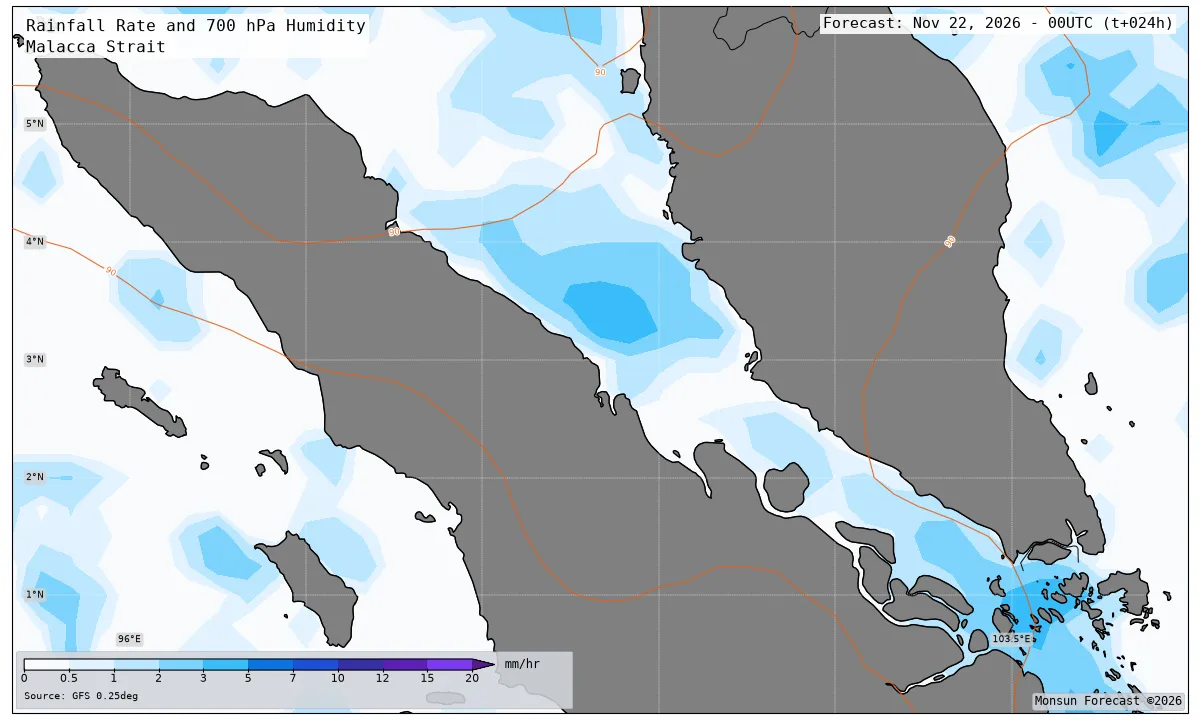 Rainfall Rate and 700 hPa Humidity
Malacca Strait
Forecast: Nov 22, 2026 - 00UTC (t+024h)
90
5°N
90
4°N
90
90
3°N
2°N
1°N
96°E
103.5°E
mm/hr
0 0.5 1 2 3 5 7 10 12 15 20
Source: GFS 0.25deg
Monsun Forecast ©2026